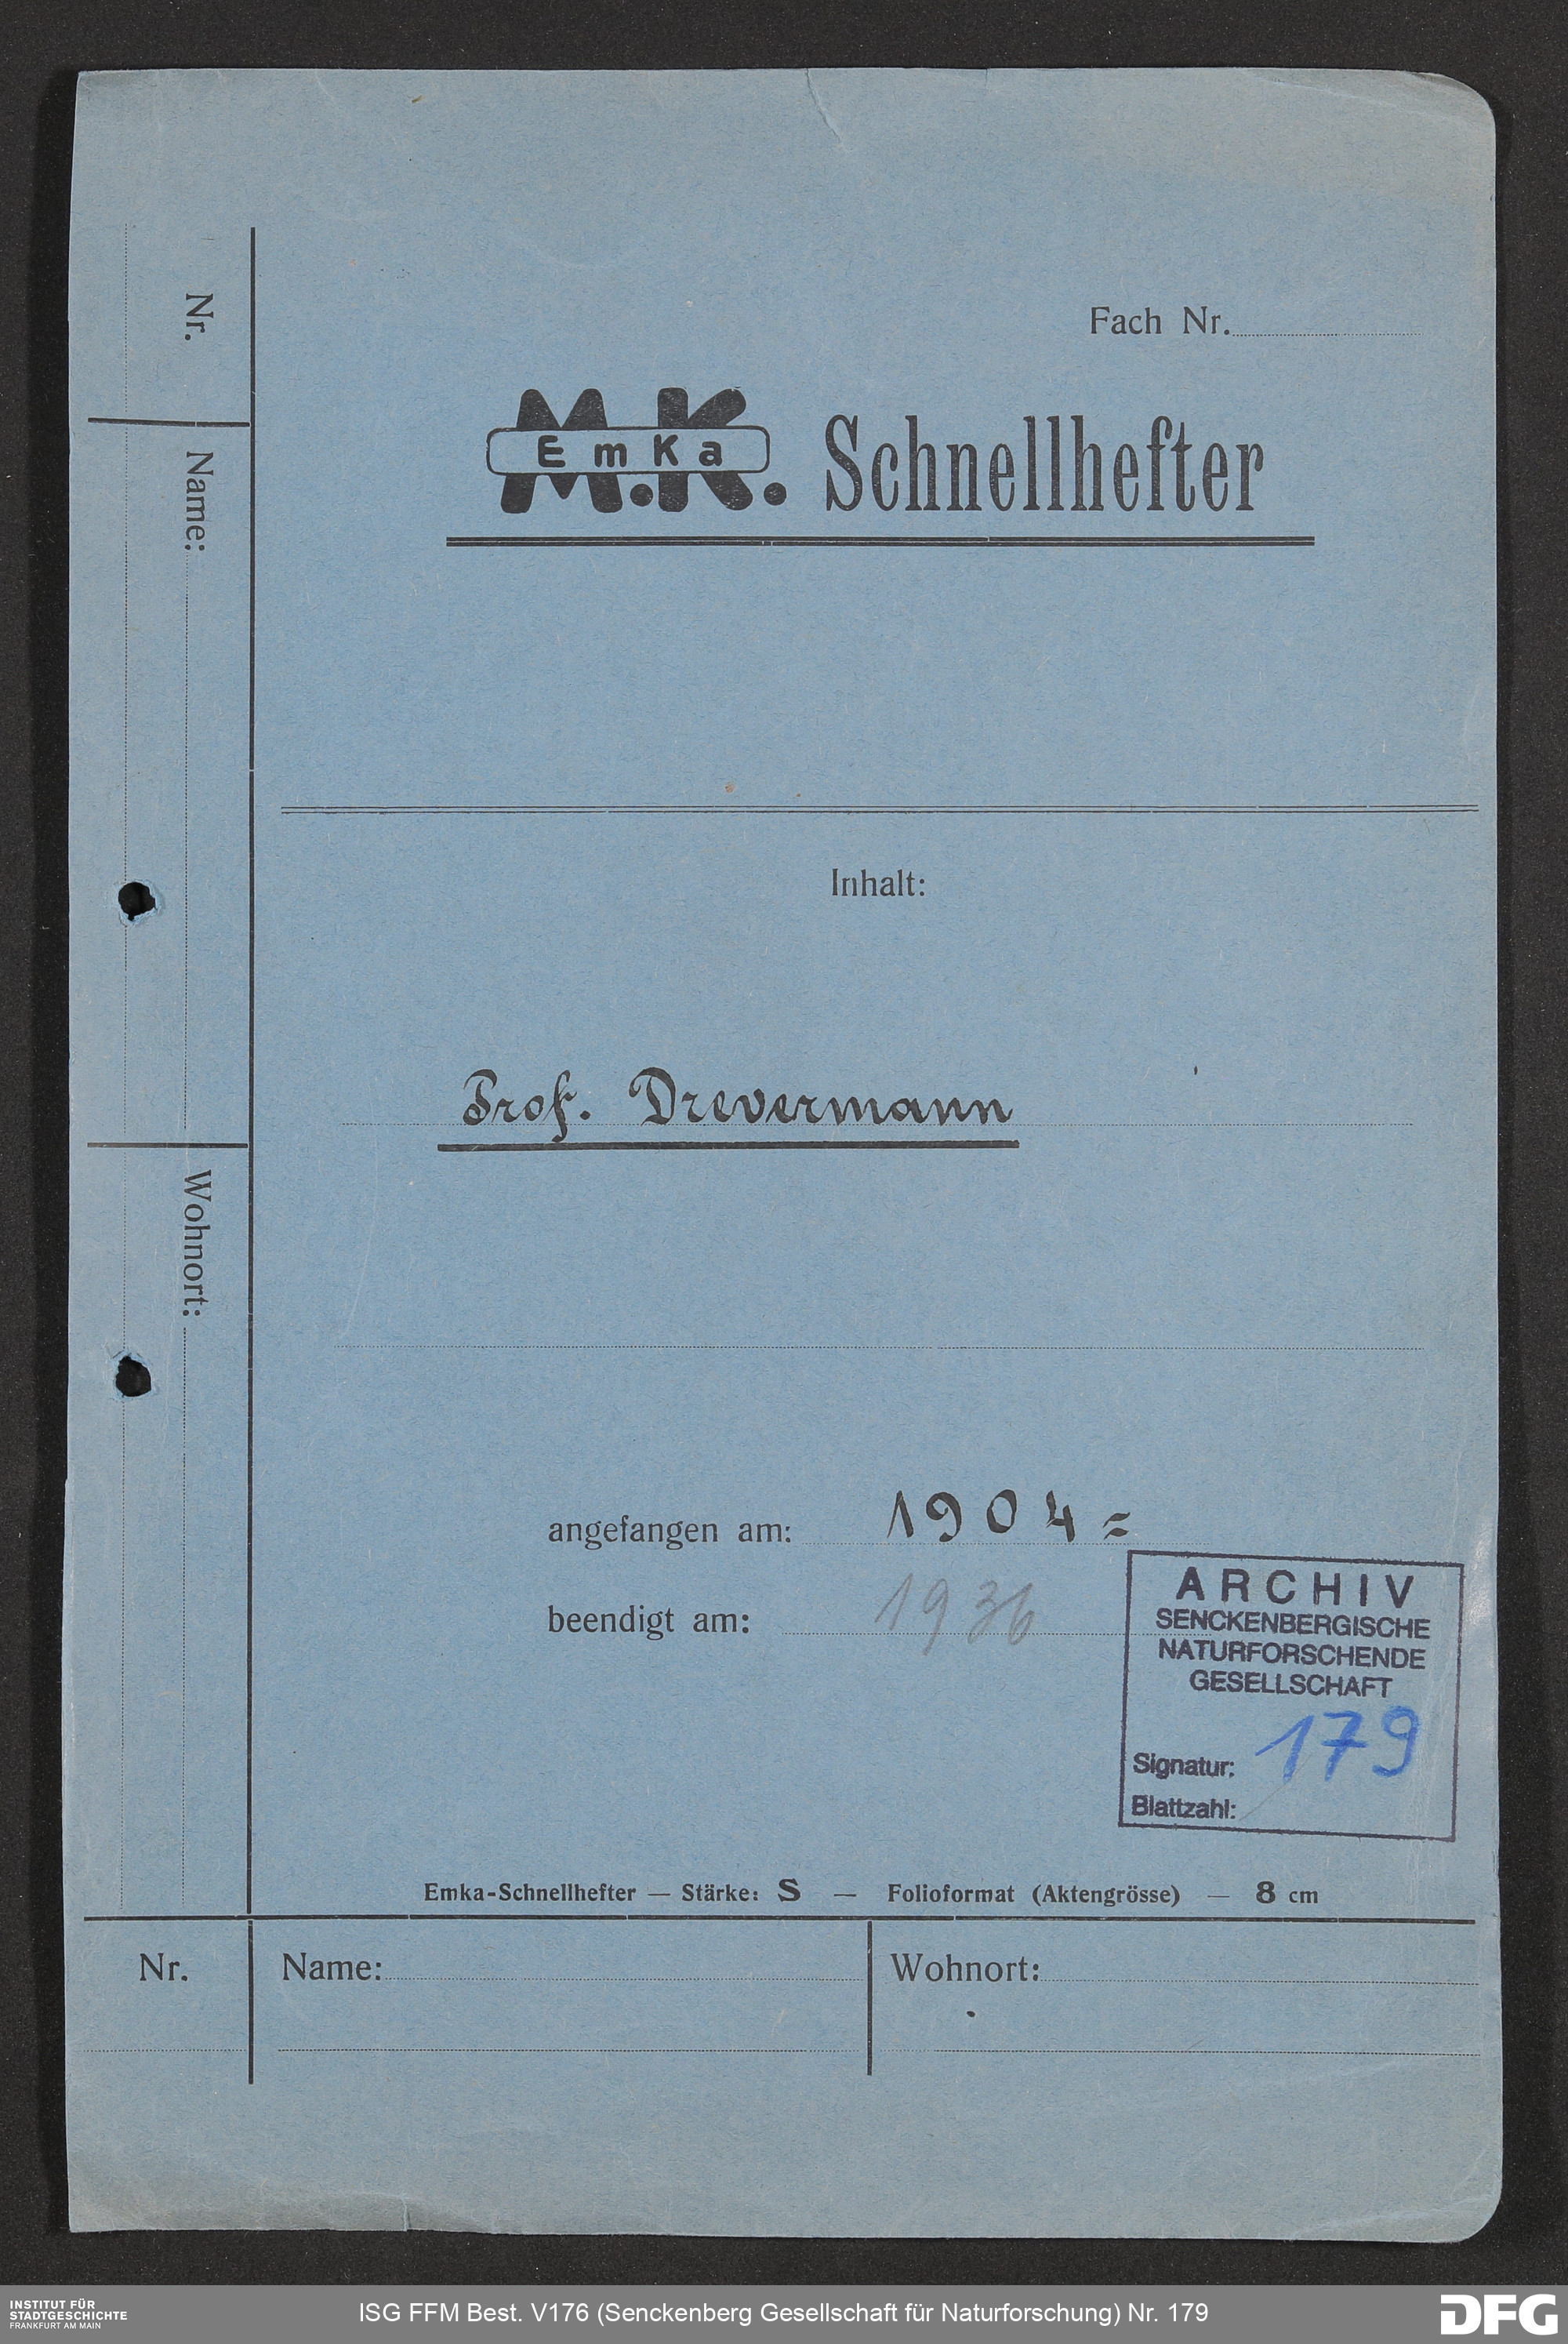 Fach Nr.
M.K.
EmKa
Schnellhefter
Nr.
Name:
Wohnort:
Inhalt:
Prof. Drevermann
angefangen am: 1904=
beendigt am: 1936
ARCHIV
SENCKENBERGISCHE
NATURFORSCHENDE
GESELLSCHAFT
Signatur: 179
Blattzahl:
Emka-Schnellhefter — Stärke: S — Folioformat (Aktengrösse) — 8 cm
Nr. Name: Wohnort:
INSTITUT FÜR
STADTGESCHICHTE
FRANKFURT AM MAIN
ISG FFM Best. V176 (Senckenberg Gesellschaft für Naturforschung) Nr. 179
DFG